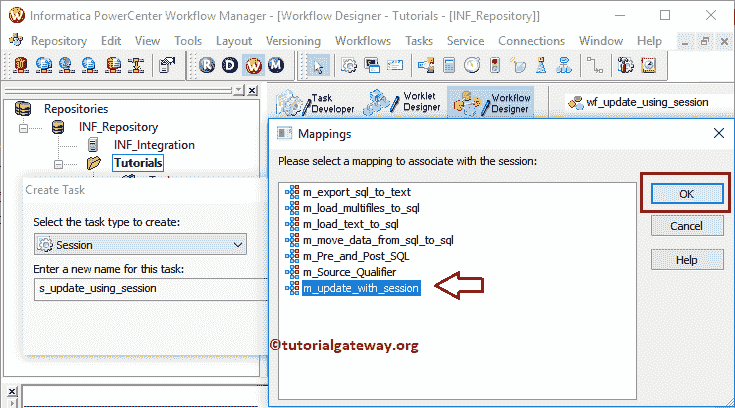 Informatica PowerCenter Workflow Manager - [Workflow Designer - Tutorials - [INF_Repository]]
Repository Edit View Tools Layout Versioning Workflows Tasks Service Connections Window Help
R D W M
Repositories
INF_Repository
INF_Integration
Tutorials
Task Developer
Worklet Designer
Workflow Designer
wf_update_using_session
Create Task
Select the task type to create:
Session
Enter a new name for this task:
s_update_using_session
Mappings
Please select a mapping to associate with the session:
m_export_sql_to_text
m_load_multifiles_to_sql
m_load_text_to_sql
m_move_data_from_sql_to_sql
m_Pre_and_Post_SQL
m_Source_Qualifier
m_update_with_session
OK
Cancel
Help
©tutorialgateway.org